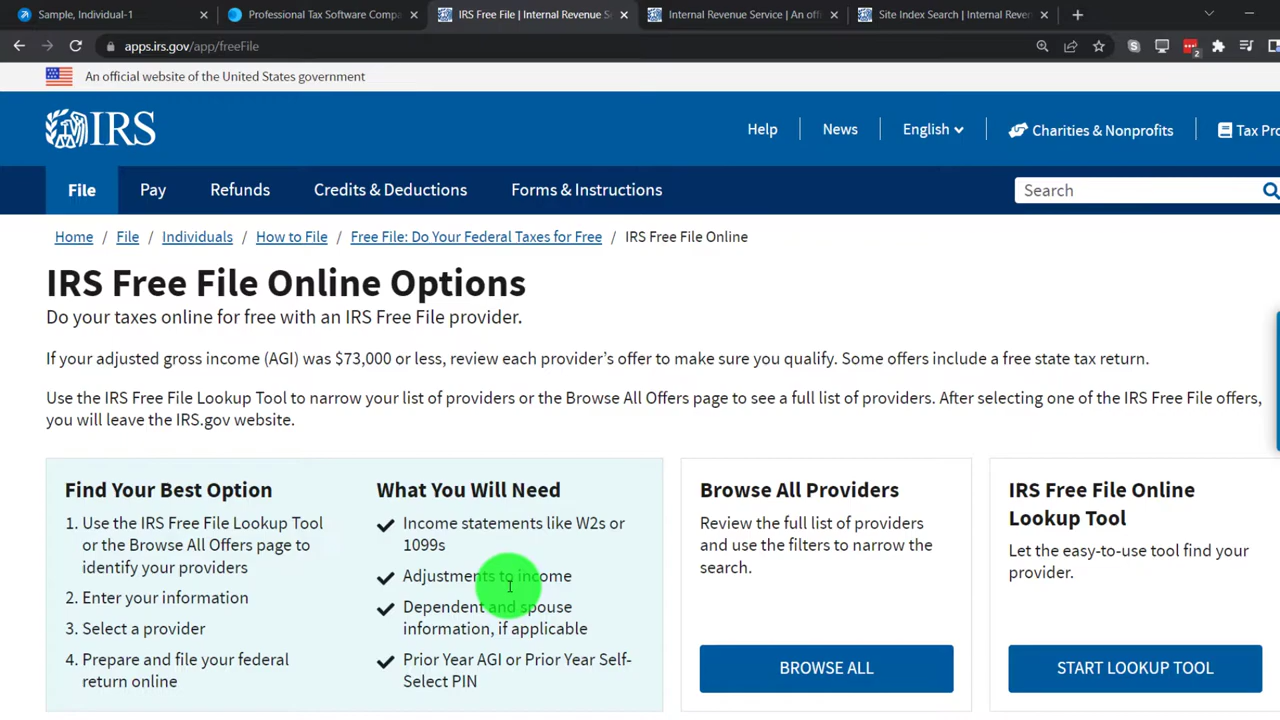 Sample, Individual-1
Professional Tax Software Compa
IRS Free File | Internal Revenue S
Internal Revenue Service | An offi
Site Index Search | Internal Reven
apps.irs.gov/app/freeFile
2
An official website of the United States government
IRS
Help
News
English
Charities & Nonprofits
Tax Pro
File
Pay
Refunds
Credits & Deductions
Forms & Instructions
Search
Home / File / Individuals / How to File / Free File: Do Your Federal Taxes for Free / IRS Free File Online
IRS Free File Online Options
Do your taxes online for free with an IRS Free File provider.
If your adjusted gross income (AGI) was $73,000 or less, review each provider's offer to make sure you qualify. Some offers include a free state tax return.
Use the IRS Free File Lookup Tool to narrow your list of providers or the Browse All Offers page to see a full list of providers. After selecting one of the IRS Free File offers,
you will leave the IRS.gov website.
Find Your Best Option
1. Use the IRS Free File Lookup Tool
or the Browse All Offers page to
identify your providers
2. Enter your information
3. Select a provider
4. Prepare and file your federal
return online
What You Will Need
Income statements like W2s or
1099s
Adjustments to income
Dependent and spouse
information, if applicable
Prior Year AGI or Prior Year Self-
Select PIN
Browse All Providers
Review the full list of providers
and use the filters to narrow the
search.
BROWSE ALL
IRS Free File Online
Lookup Tool
Let the easy-to-use tool find your
provider.
START LOOKUP TOOL